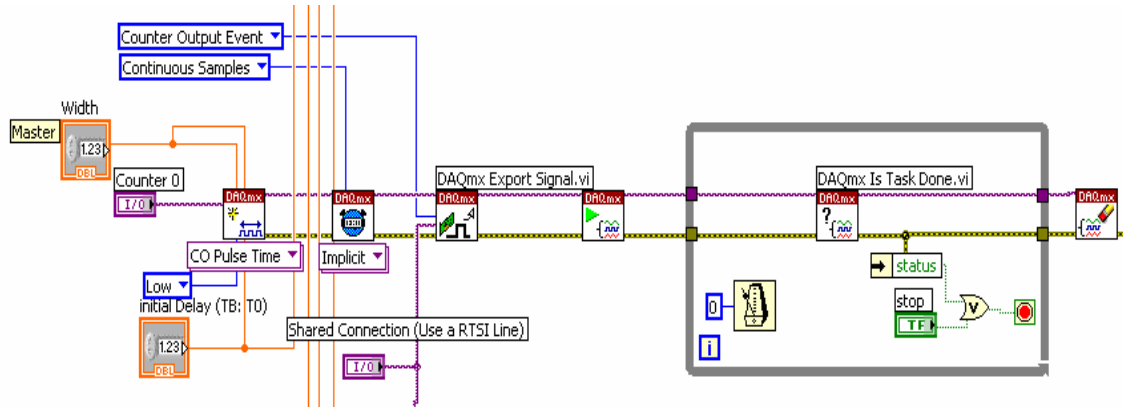 Counter Output Event
Continuous Samples
Width
Master
1.23
DBL
Counter 0
I/O
DAQmx
DAQmx
DAQmx Export Signal.vi
DAQmx
DAQmx
DAQmx Is Task Done.vi
DAQmx
?
DAQmx
CO Pulse Time
Implicit
Low
initial Delay (TB: T0)
1.23
DBL
Shared Connection (Use a RTSI Line)
I/O
status
0
stop
TF
V
i